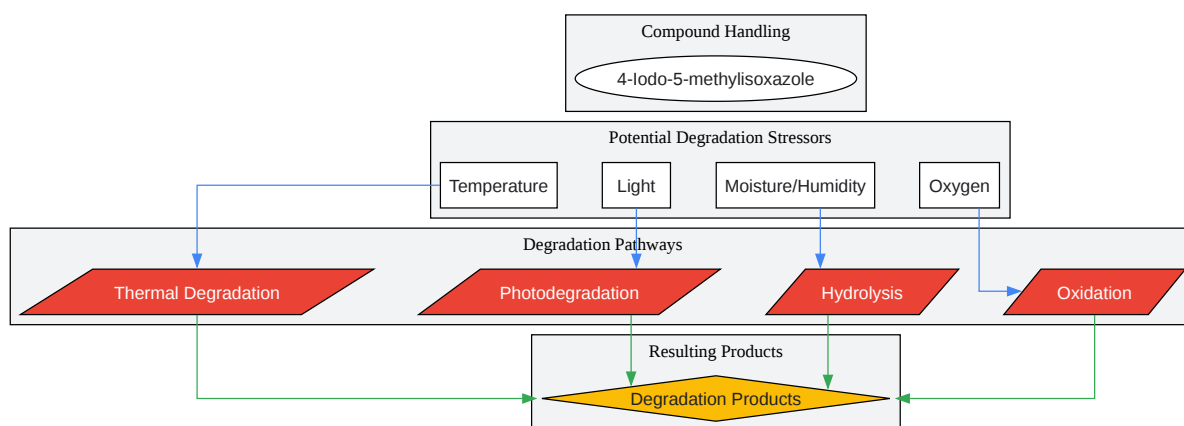 Compound Handling
4-Iodo-5-methylisoxazole
Potential Degradation Stressors
Temperature
Light
Moisture/Humidity
Oxygen
Degradation Pathways
Thermal Degradation
Photodegradation
Hydrolysis
Oxidation
Resulting Products
Degradation Products